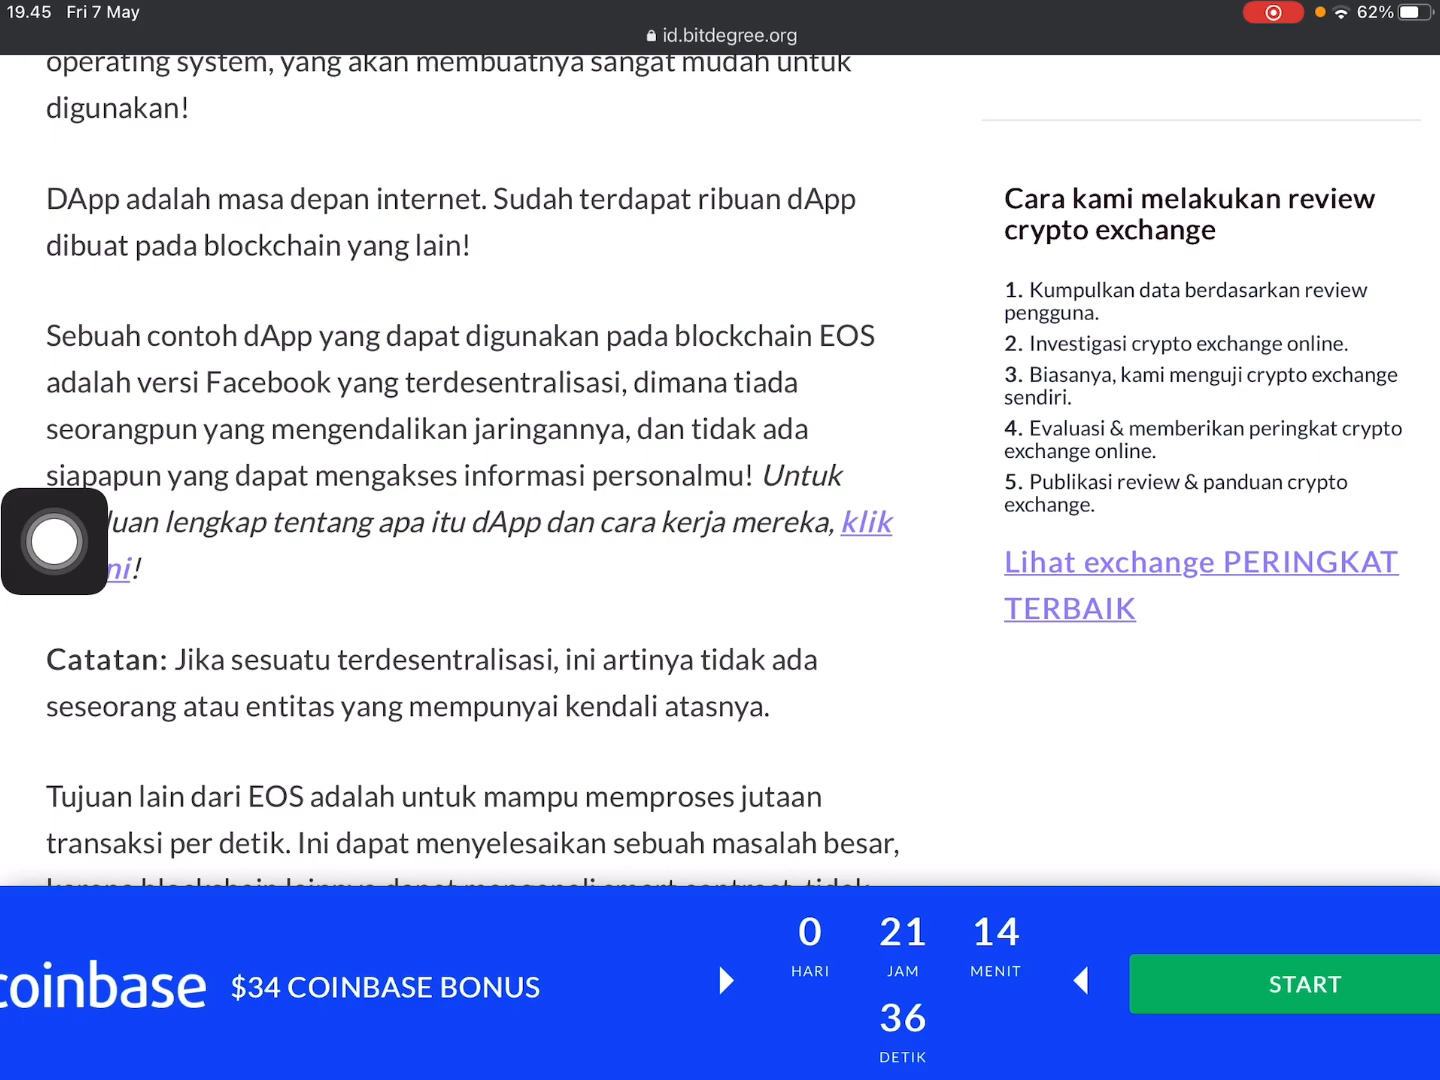 19.45 Fri 7 May
62%
id.bitdegree.org
operating system, yang akan membuatnya sangat mudah untuk
digunakan!
DApp adalah masa depan internet. Sudah terdapat ribuan dApp
dibuat pada blockchain yang lain!
Sebuah contoh dApp yang dapat digunakan pada blockchain EOS
adalah versi Facebook yang terdesentralisasi, dimana tiada
seorangpun yang mengendalikan jaringannya, dan tidak ada
siapapun yang dapat mengakses informasi personalmu! Untuk
luan lengkap tentang apa itu dApp dan cara kerja mereka, klik
ni!
Catatan: Jika sesuatu terdesentralisasi, ini artinya tidak ada
seseorang atau entitas yang mempunyai kendali atasnya.
Tujuan lain dari EOS adalah untuk mampu memproses jutaan
transaksi per detik. Ini dapat menyelesaikan sebuah masalah besar,
Cara kami melakukan review
crypto exchange
1. Kumpulkan data berdasarkan review
pengguna.
2. Investigasi crypto exchange online.
3. Biasanya, kami menguji crypto exchange
sendiri.
4. Evaluasi & memberikan peringkat crypto
exchange online.
5. Publikasi review & panduan crypto
exchange.
Lihat exchange PERINGKAT
TERBAIK
coinbase $34 COINBASE BONUS
0 21 14
HARI JAM MENIT
36
DETIK
START